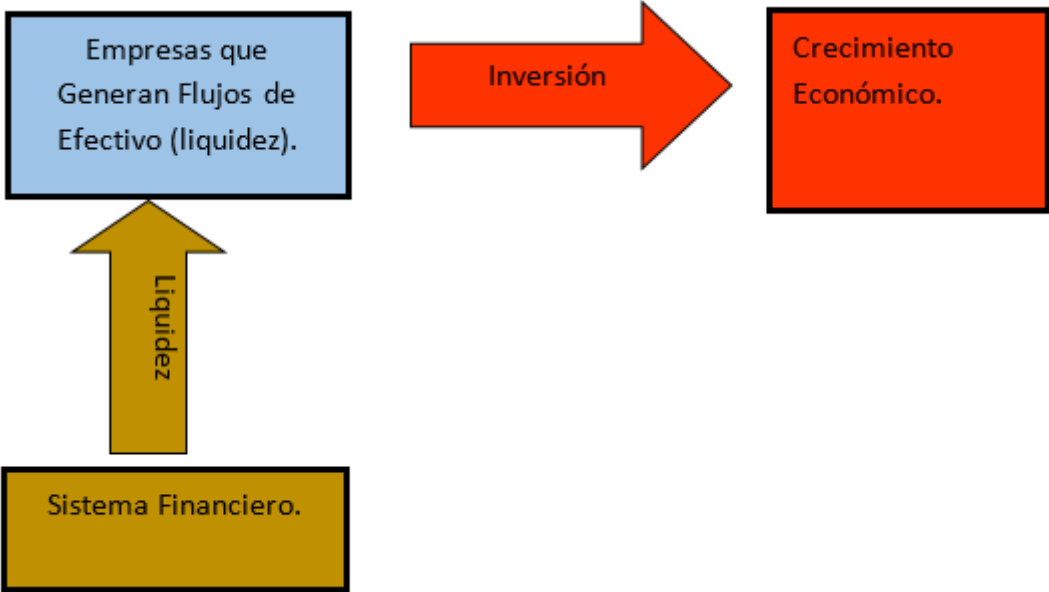 Empresas que
Generan Flujos de
Efectivo (liquidez).
Inversión
Crecimiento
Económico.
Liquidez
Sistema Financiero.